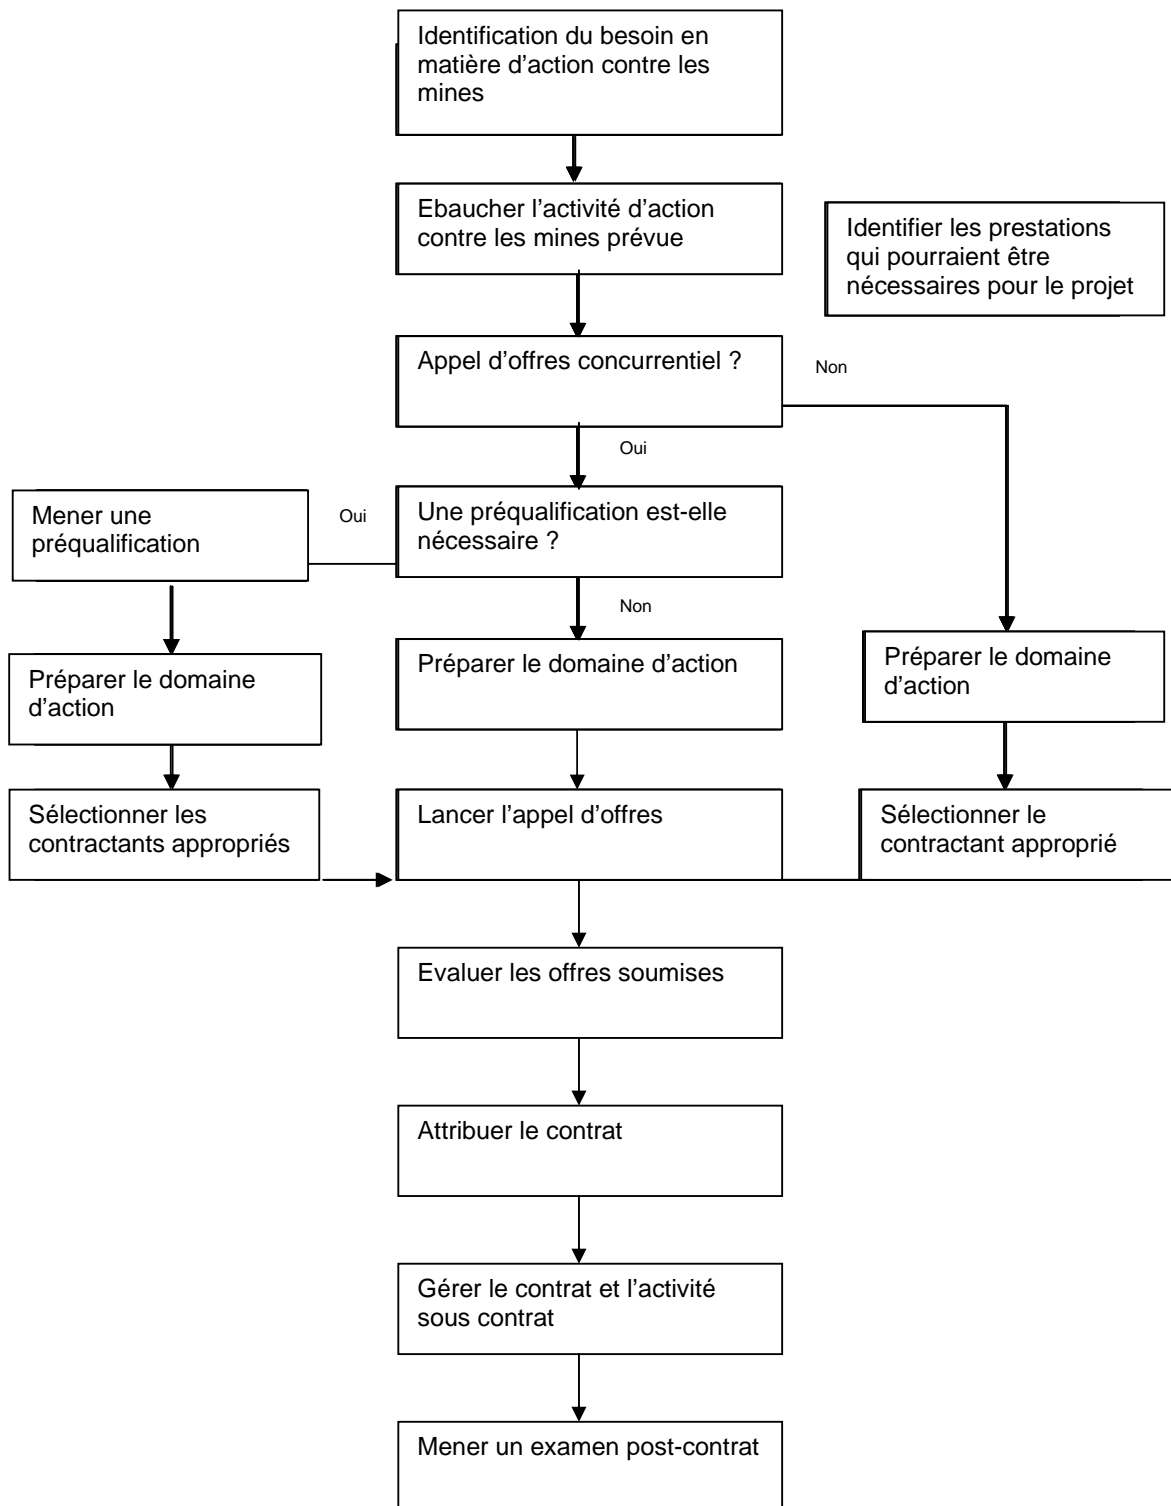 Identification du besoin en
matière d'action contre les
mines
Ebaucher l'activité d'action
contre les mines prévue
Identifier les prestations
qui pourraient être
nécessaires pour le projet
Appel d'offres concurrentiel ?
Non
Oui
Mener une
préqualification
Oui
Une préqualification est-elle
nécessaire ?
Non
Préparer le domaine
d'action
Préparer le domaine d'action
Préparer le domaine
d'action
Sélectionner les
contractants appropriés
Lancer l'appel d'offres
Sélectionner le
contractant approprié
Evaluer les offres soumises
Attribuer le contrat
Gérer le contrat et l'activité
sous contrat
Mener un examen post-contrat